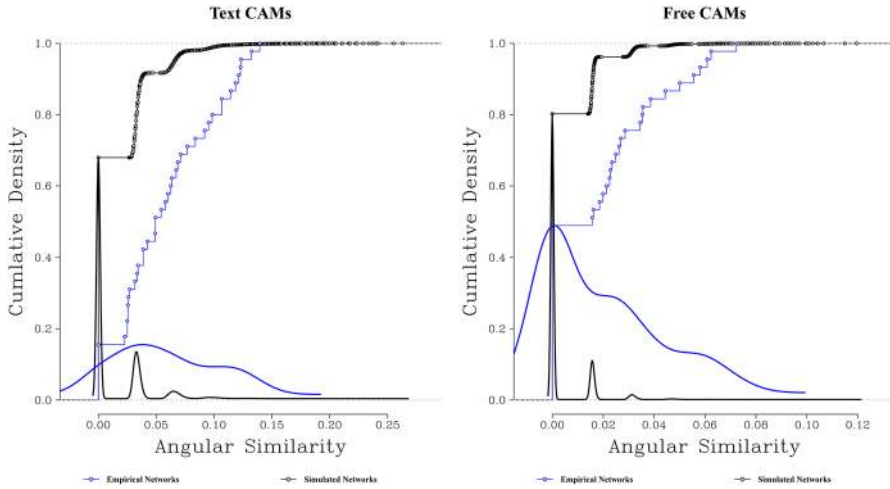 Text CAMs
Free CAMs
Cumlative Density
1.0
0.8
0.6
0.4
0.2
0.0
0.00 0.05 0.10 0.15 0.20 0.25
Angular Similarity
Empirical Networks Simulated Networks
Cumlative Density
1.0
0.8
0.6
0.4
0.2
0.0
0.00 0.02 0.04 0.06 0.08 0.10 0.12
Angular Similarity
Empirical Networks Simulated Networks